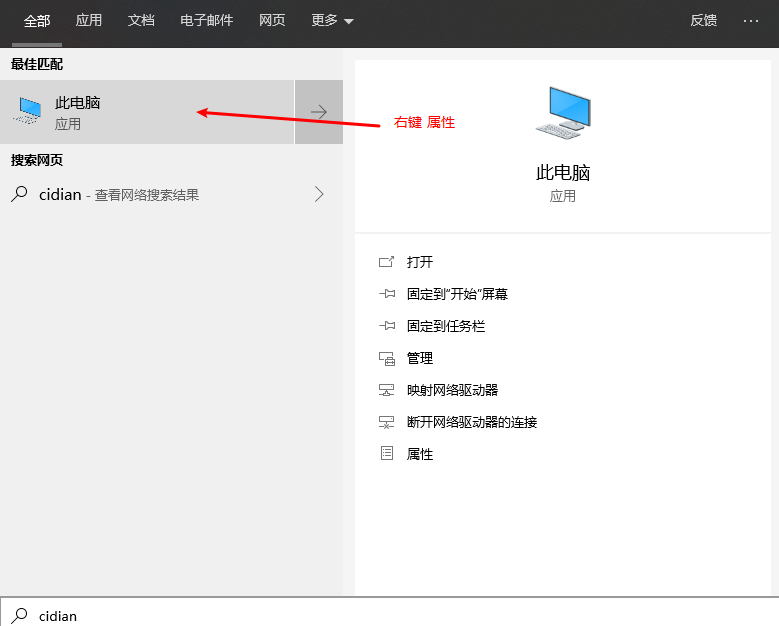 全部 应用 文档 电子邮件 网页 更多 反馈 ···
最佳匹配
此电脑
应用
搜索网页
cidian - 查看网络搜索结果
右键 属性
此电脑
应用
打开
固定到"开始"屏幕
固定到任务栏
管理
映射网络驱动器
断开网络驱动器的连接
属性
cidian